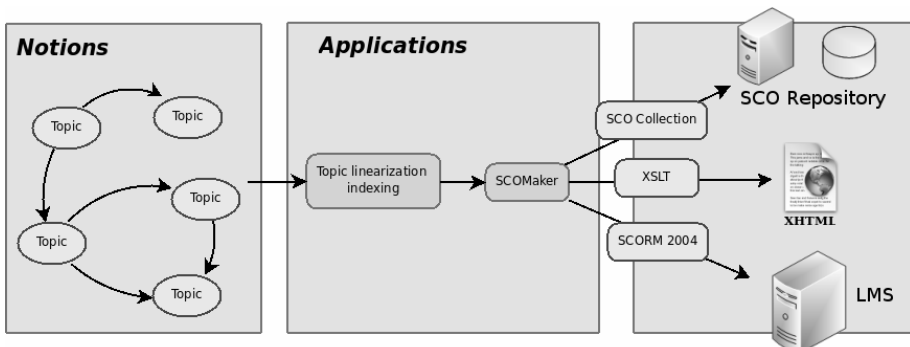 Notions
Topic
Topic
Topic
Topic
Topic
Applications
Topic linearization
indexing
SCOMaker
SCO Collection
XSLT
SCORM 2004
SCO Repository
XHTML
LMS